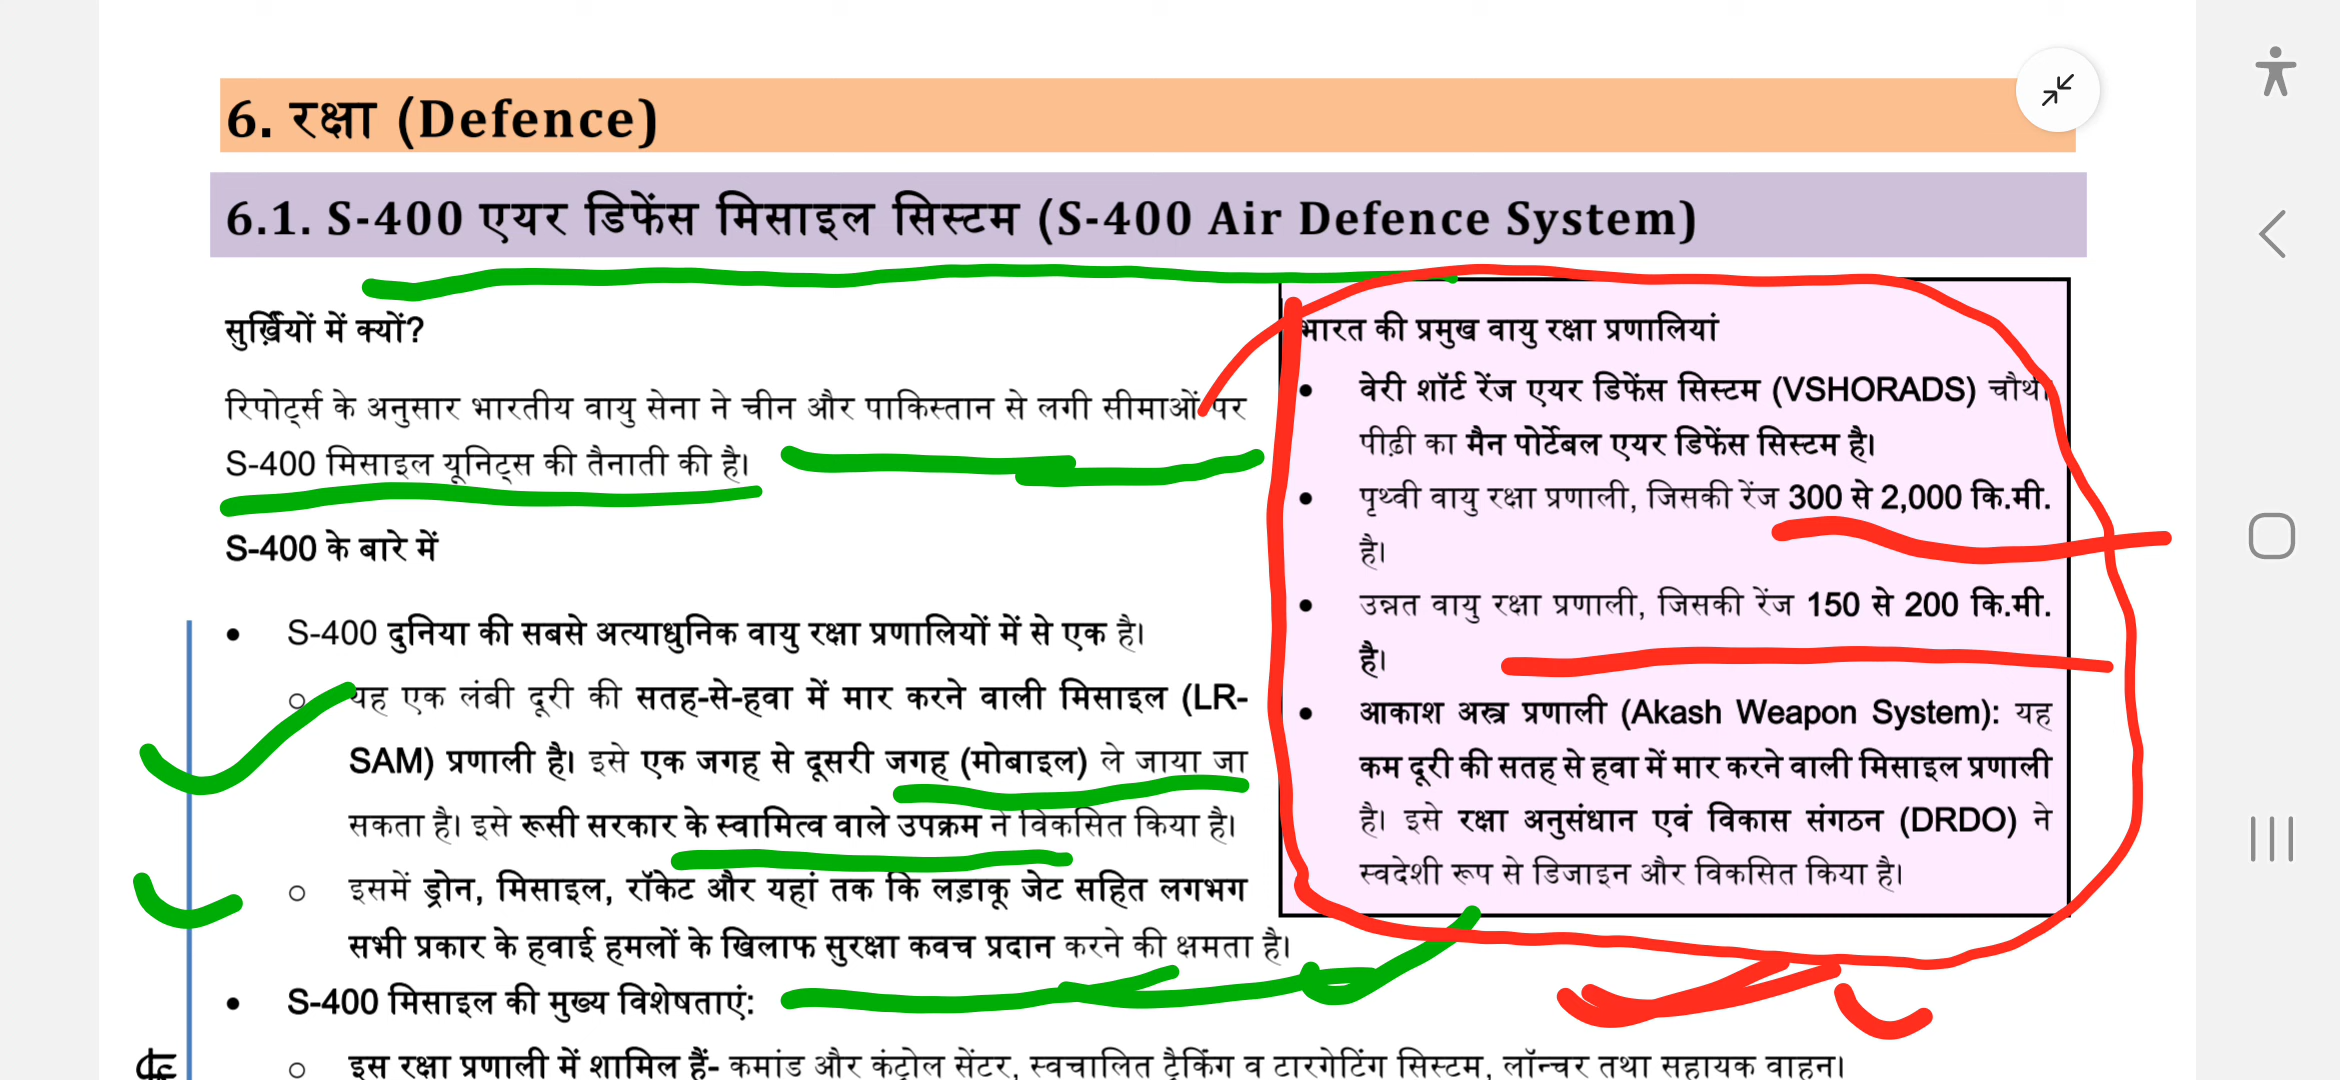 6. रक्षा (Defence)
6.1. S-400 एयर डिफेंस मिसाइल सिस्टम (S-400 Air Defence System)
सुर्ख़ियों में क्यों?
रिपोर्ट्स के अनुसार भारतीय वायु सेना ने चीन और पाकिस्तान से लगी सीमाओं पर
S-400 मिसाइल यूनिट्स की तैनाती की है।
S-400 के बारे में
• S-400 दुनिया की सबसे अत्याधुनिक वायु रक्षा प्रणालियों में से एक है।
○ यह एक लंबी दूरी की सतह-से-हवा में मार करने वाली मिसाइल (LR-
SAM) प्रणाली है। इसे एक जगह से दूसरी जगह (मोबाइल) ले जाया जा
सकता है। इसे रूसी सरकार के स्वामित्व वाले उपक्रम ने विकसित किया है।
○ इसमें ड्रोन, मिसाइल, रॉकेट और यहां तक कि लड़ाकू जेट सहित लगभग
सभी प्रकार के हवाई हमलों के खिलाफ सुरक्षा कवच प्रदान करने की क्षमता है।
• S-400 मिसाइल की मुख्य विशेषताएं:
○ इस रक्षा प्रणाली में शामिल हैं- कमांड और कंट्रोल सेंटर, स्वचालित ट्रैकिंग व टारगेटिंग सिस्टम, लॉन्चर तथा सहायक वाहन।
भारत की प्रमुख वायु रक्षा प्रणालियां
• वेरी शॉर्ट रेंज एयर डिफेंस सिस्टम (VSHORADS) चौथी
पीढ़ी का मैन पोर्टेबल एयर डिफेंस सिस्टम है।
• पृथ्वी वायु रक्षा प्रणाली, जिसकी रेंज 300 से 2,000 कि.मी.
है।
• उन्नत वायु रक्षा प्रणाली, जिसकी रेंज 150 से 200 कि.मी.
है।
• आकाश अस्त्र प्रणाली (Akash Weapon System): यह
कम दूरी की सतह से हवा में मार करने वाली मिसाइल प्रणाली
है। इसे रक्षा अनुसंधान एवं विकास संगठन (DRDO) ने
स्वदेशी रूप से डिजाइन और विकसित किया है।